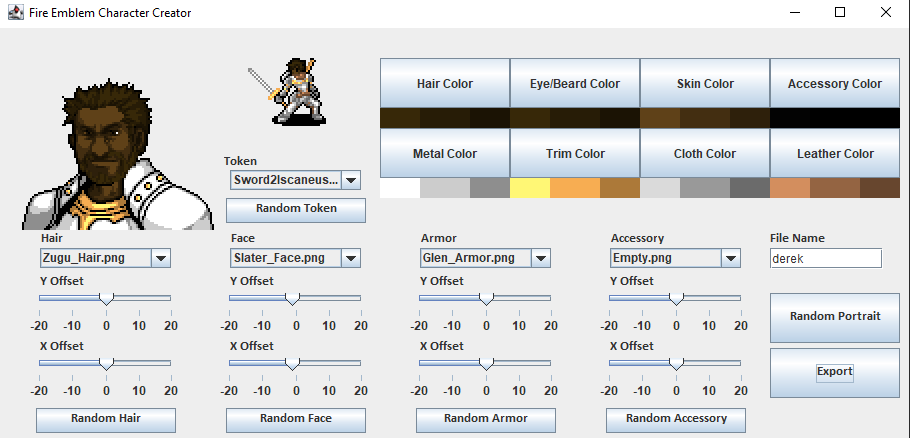 Fire Emblem Character Creator
Hair Color
Eye/Beard Color
Skin Color
Accessory Color
Metal Color
Trim Color
Cloth Color
Leather Color
Token
Sword2Iscaneus...
Random Token
Hair
Face
Armor
Accessory
File Name
Zugu_Hair.png
Slater_Face.png
Glen_Armor.png
Empty.png
derek
Y Offset
Y Offset
Y Offset
Y Offset
-20 -10 0 10 20
-20 -10 0 10 20
-20 -10 0 10 20
-20 -10 0 10 20
Random Portrait
X Offset
X Offset
X Offset
X Offset
-20 -10 0 10 20
-20 -10 0 10 20
-20 -10 0 10 20
-20 -10 0 10 20
Export
Random Hair
Random Face
Random Armor
Random Accessory